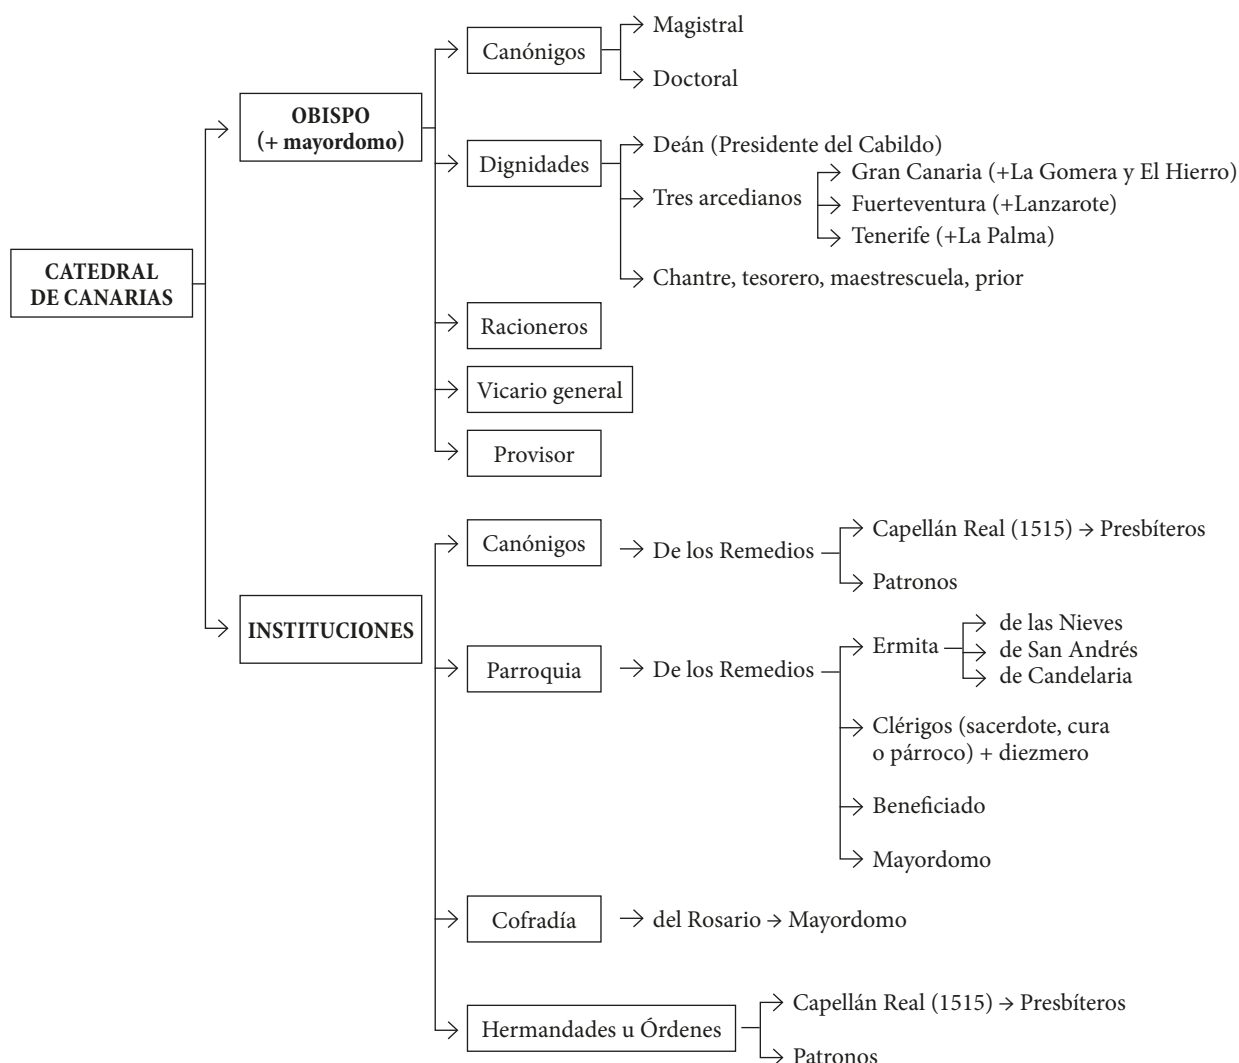 CATEDRAL
DE CANARIAS
OBISPO
(+ mayordomo)
Canónigos
Magistral
Doctoral
Dignidades
Deán (Presidente del Cabildo)
Tres arcedianos
Gran Canaria (+La Gomera y El Hierro)
Fuerteventura (+Lanzarote)
Tenerife (+La Palma)
Chantre, tesorero, maestrescuela, prior
Racioneros
Vicario general
Provisor
INSTITUCIONES
Canónigos
De los Remedios
Capellán Real (1515) → Presbíteros
Patronos
Parroquia
De los Remedios
Ermita
de las Nieves
de San Andrés
de Candelaria
Clérigos (sacerdote, cura
o párroco) + diezmero
Beneficiado
Mayordomo
Cofradía
del Rosario → Mayordomo
Hermandades u Órdenes
Capellán Real (1515) → Presbíteros
Patronos